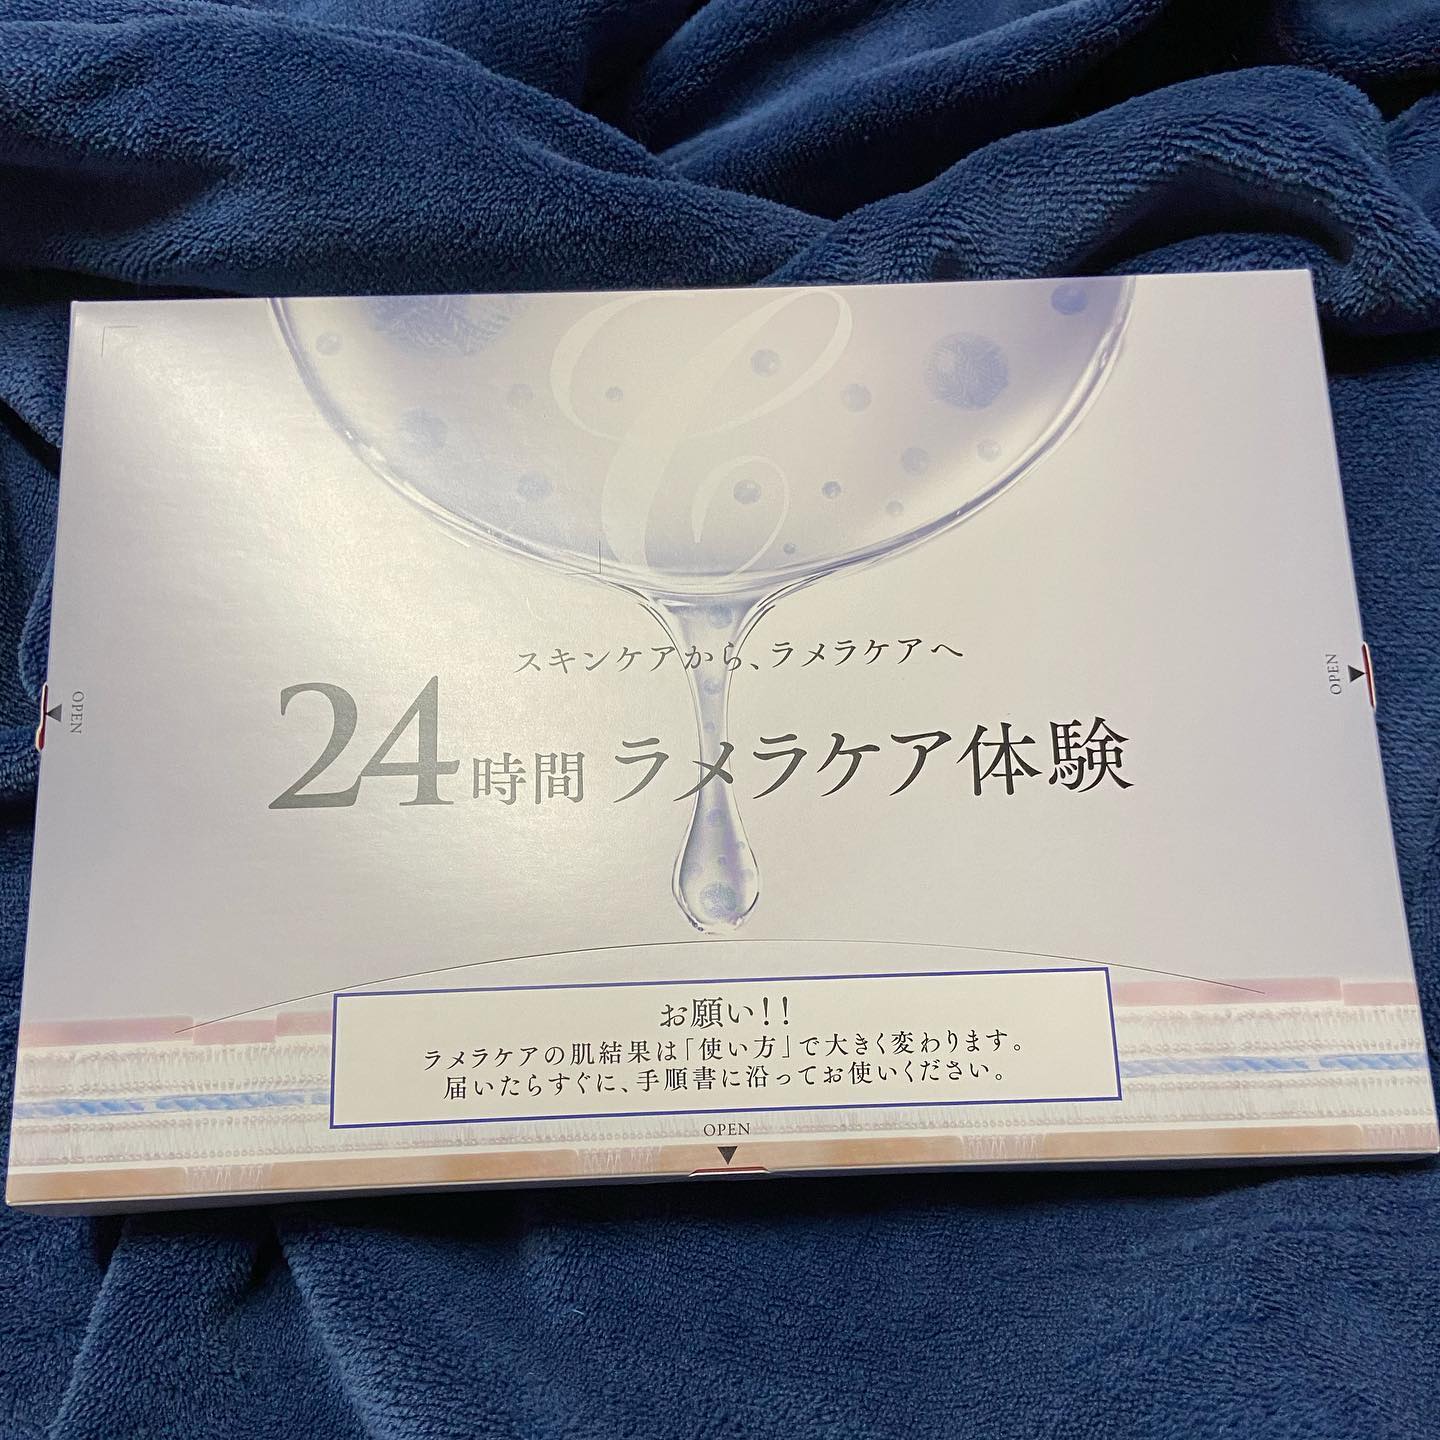 C
スキンケアから、ラメラケアへ
24時間 ラメラケア体験
OPEN
OPEN
お願い!!
ラメラケアの肌結果は「使い方」で大きく変わります。
届いたらすぐに、手順書に沿ってお使いください。
OPEN